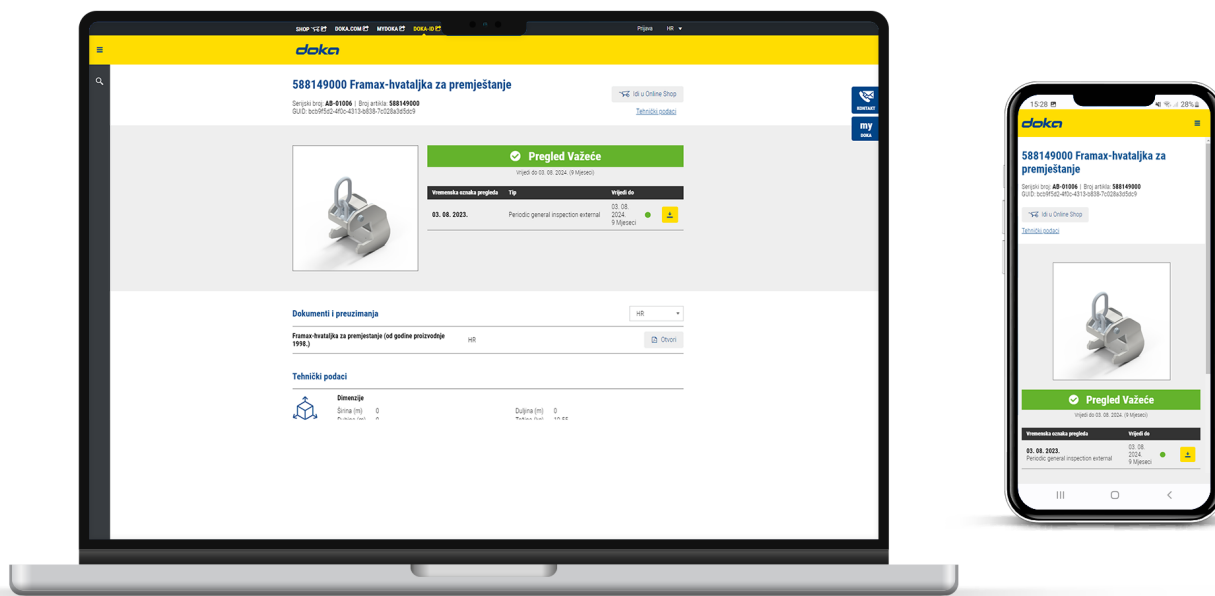 SHOP DOKA.COM MYDOKA DOKA-ID Prijava HR
doka
588149000 Framax-hvataljka za premještanje
Idi u Online Shop
Serijski broj: AB-01006 | Broj artikla: 588149000
GUID: bcb9f5d2-4f0c-4313-b838-7c028a3d5dc9
Tehnički podaci
KONTAKT
my
DOKA
Pregled Važeće
Vrijedi do 03. 08. 2024. (9 Mjeseci)
Vremenska oznaka pregleda Tip Vrijedi do
03. 08. 2023. Periodic general inspection external 03. 08.
2024.
9 Mjeseci
Dokumenti i preuzimanja HR
Framax-hvataljka za premjestanje (od godine proizvodnje
1998.) HR Otvori
Tehnički podaci
Dimenzije
Širina (m) 0 Duljina (m) 0
15:28 28%
doka
588149000 Framax-hvataljka za
premještanje
Serijski broj: AB-01006 | Broj artikla: 588149000
GUID: bcb9f5d2-4f0c-4313-b838-7c028a3d5dc9
Idi u Online Shop
Tehnički podaci
Pregled Važeće
Vrijedi do 03. 08. 2024. (9 Mjeseci)
Vremenska oznaka pregleda Vrijedi do
03. 08. 2023.
Periodic general inspection external
03. 08.
2024.
9 Mjeseci